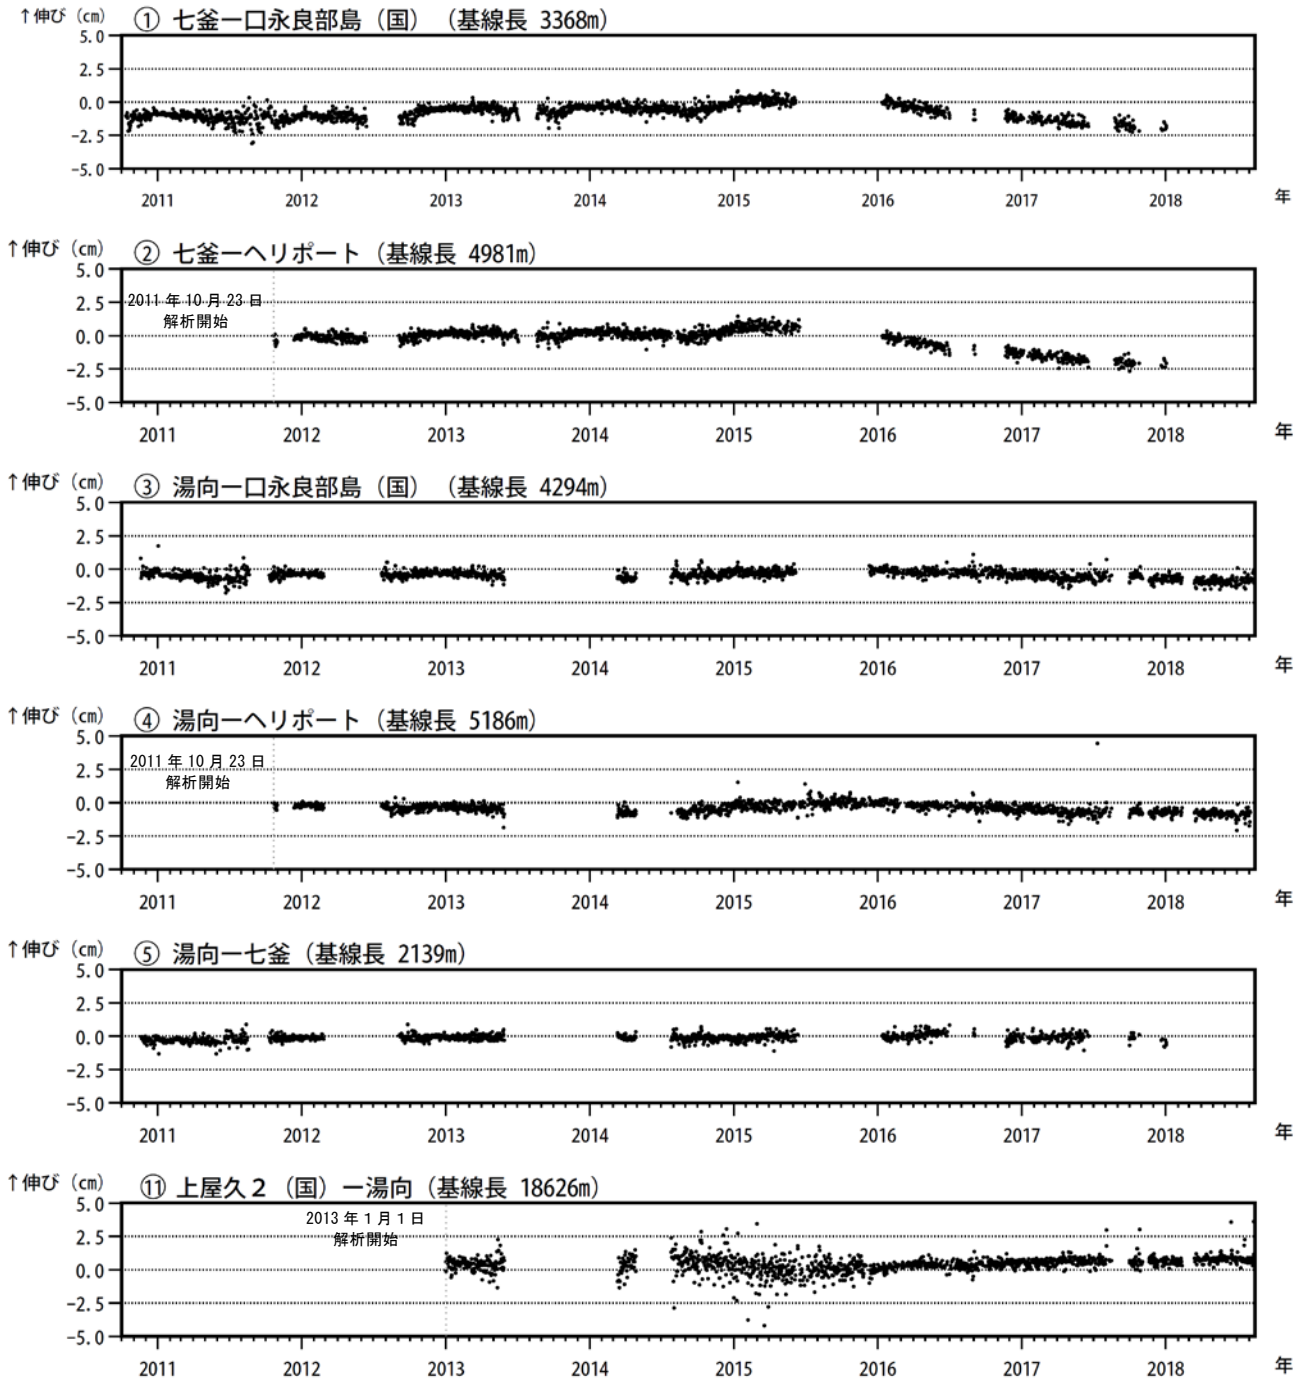 ↑伸び（cm） ① 七釜ー口永良部島（国）（基線長 3368m）
5.0
2.5
0.0
−2.5
−5.0
2011 2012 2013 2014 2015 2016 2017 2018 年
↑伸び（cm） ② 七釜ーヘリポート（基線長 4981m）
5.0
2.5
0.0
−2.5
−5.0
2011 年 10 月 23 日
解析開始
2011 2012 2013 2014 2015 2016 2017 2018 年
↑伸び（cm） ③ 湯向ー口永良部島（国）（基線長 4294m）
5.0
2.5
0.0
−2.5
−5.0
2011 2012 2013 2014 2015 2016 2017 2018 年
↑伸び（cm） ④ 湯向ーヘリポート（基線長 5186m）
5.0
2.5
0.0
−2.5
−5.0
2011 年 10 月 23 日
解析開始
2011 2012 2013 2014 2015 2016 2017 2018 年
↑伸び（cm） ⑤ 湯向ー七釜（基線長 2139m）
5.0
2.5
0.0
−2.5
−5.0
2011 2012 2013 2014 2015 2016 2017 2018 年
↑伸び（cm） ⑪ 上屋久２（国）ー湯向（基線長 18626m）
5.0
2.5
0.0
−2.5
−5.0
2013 年 1 月 1 日
解析開始
2011 2012 2013 2014 2015 2016 2017 2018 年